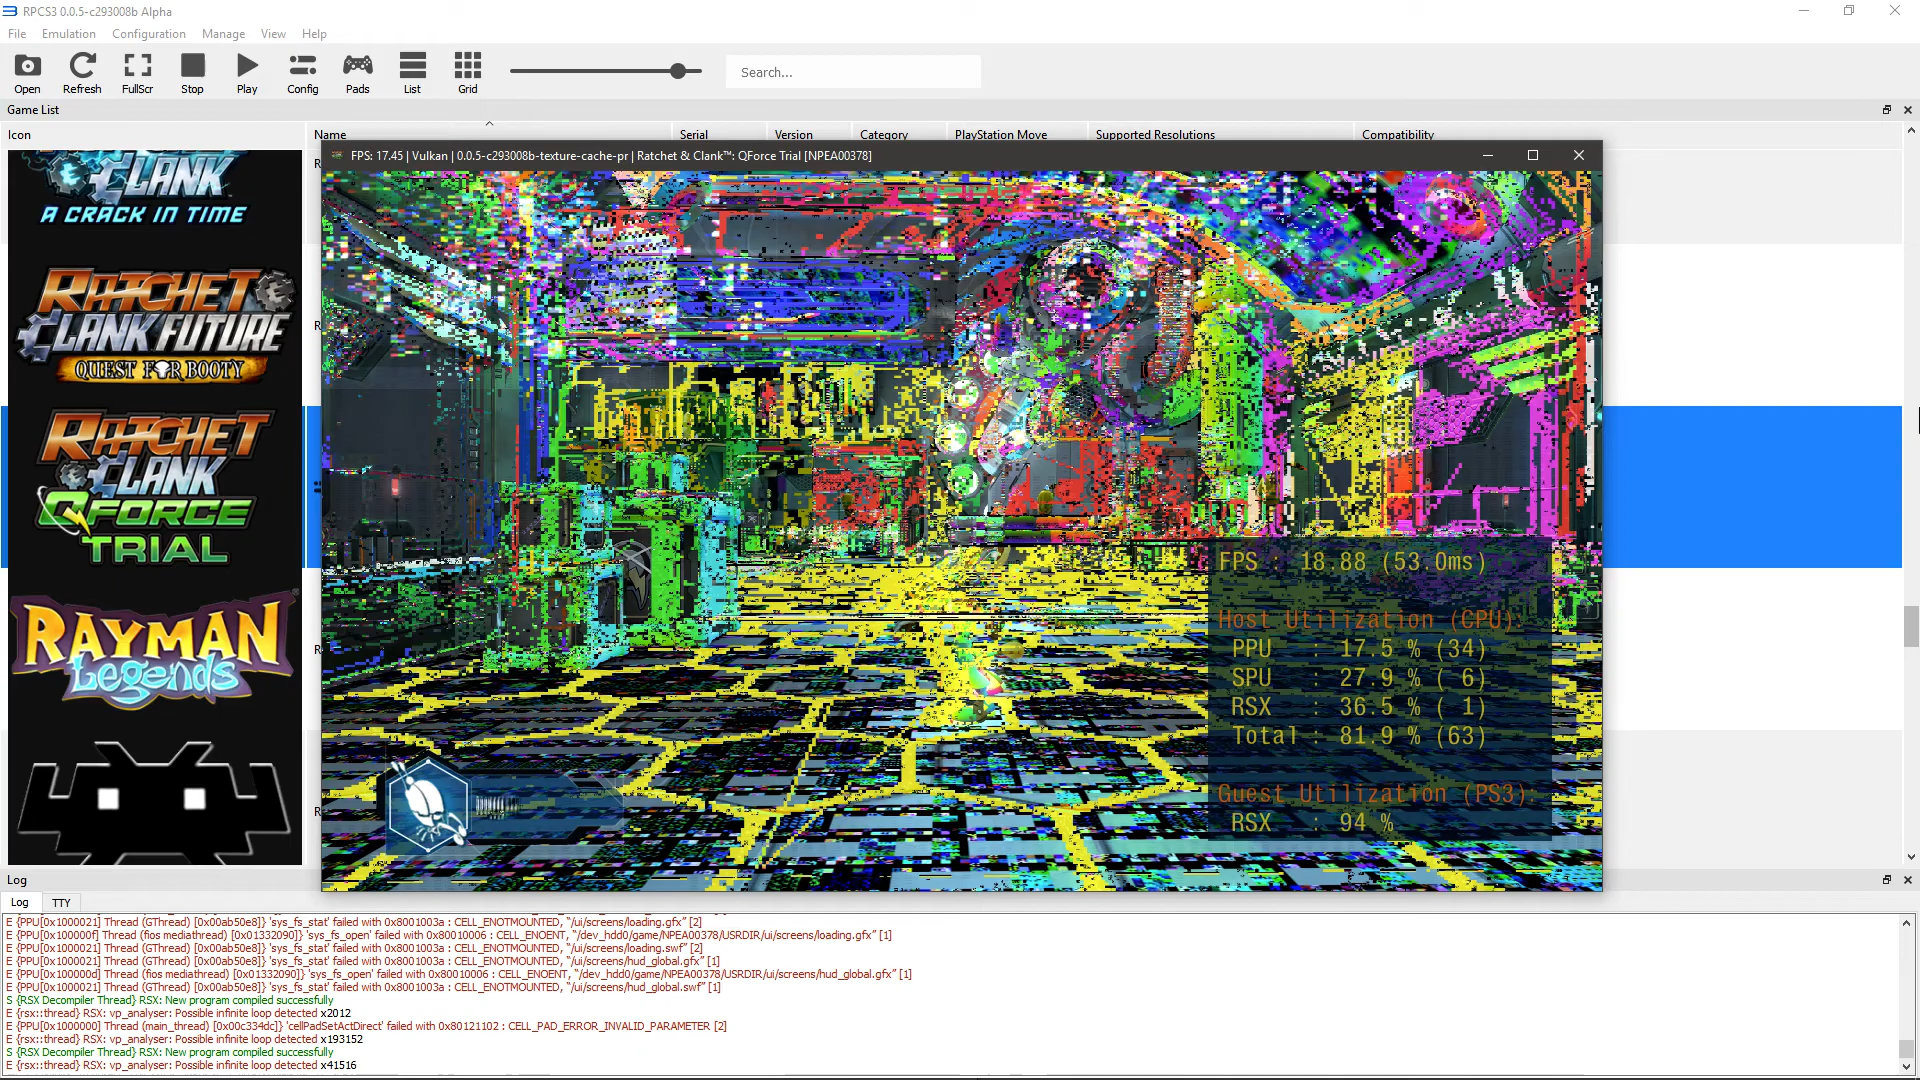 RPCS3 0.0.5-c293008b Alpha
File Emulation Configuration Manage View Help
Open Refresh FullScr Stop Play Config Pads List Grid
Search...
Game List
Icon Name Serial Version Category PlayStation Move Supported Resolutions Compatibility
FPS: 17.45 | Vulkan | 0.0.5-c293008b-texture-cache-pr | Ratchet & Clank™: QForce Trial [NPEA00378]
CLANK
A CRACK IN TIME
RATCHET
CLANK FUTURE
QUEST FOR BOOTY
RATCHET
CLANK
QFORCE
TRIAL
RAYMAN
Legends
FPS : 18.88 (53.0ms)
Host Utilization (CPU):
PPU : 17.5 % (34)
SPU : 27.9 % ( 6)
RSX : 36.5 % ( 1)
Total : 81.9 % (63)
Guest Utilization (PS3):
RSX : 94 %
Log
Log TTY
E {PPU[0x1000021] Thread (GThread) [0x00ab50e8]} 'sys_fs_stat' failed with 0x8001003a : CELL_ENOTMOUNTED, “/ui/screens/loading.gfx” [2]
E {PPU[0x100000f] Thread (fios mediathread) [0x01332090]} 'sys_fs_open' failed with 0x80010006 : CELL_ENOENT, “/dev_hdd0/game/NPEA00378/USRDIR/ui/screens/loading.gfx” [1]
E {PPU[0x1000021] Thread (GThread) [0x00ab50e8]} 'sys_fs_stat' failed with 0x8001003a : CELL_ENOTMOUNTED, “/ui/screens/loading.swf” [2]
E {PPU[0x1000021] Thread (GThread) [0x00ab50e8]} 'sys_fs_stat' failed with 0x8001003a : CELL_ENOTMOUNTED, “/ui/screens/hud_global.gfx” [1]
E {PPU[0x100000d] Thread (fios mediathread) [0x01332090]} 'sys_fs_open' failed with 0x80010006 : CELL_ENOENT, “/dev_hdd0/game/NPEA00378/USRDIR/ui/screens/hud_global.gfx” [1]
E {PPU[0x1000021] Thread (GThread) [0x00ab50e8]} 'sys_fs_stat' failed with 0x8001003a : CELL_ENOTMOUNTED, “/ui/screens/hud_global.swf” [1]
S {RSX Decompiler Thread} RSX: New program compiled successfully
E {rsx::thread} RSX: vp_analyser: Possible infinite loop detected x2012
E {PPU[0x1000000] Thread (main_thread) [0x00c334dc]} 'cellPadSetActDirect' failed with 0x80121102 : CELL_PAD_ERROR_INVALID_PARAMETER [2]
E {rsx::thread} RSX: vp_analyser: Possible infinite loop detected x193152
S {RSX Decompiler Thread} RSX: New program compiled successfully
E {rsx::thread} RSX: vp_analyser: Possible infinite loop detected x41516